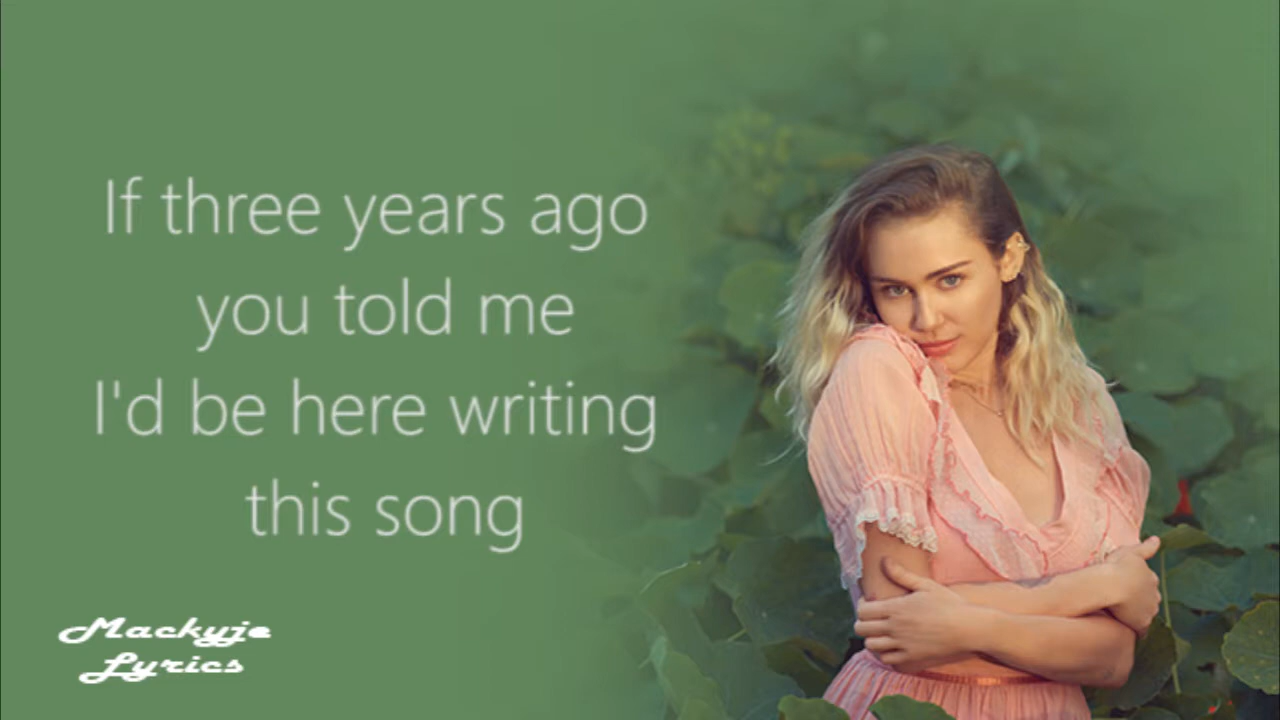 If three years ago
you told me
I'd be here writing
this song
Mackyje
Lyrics